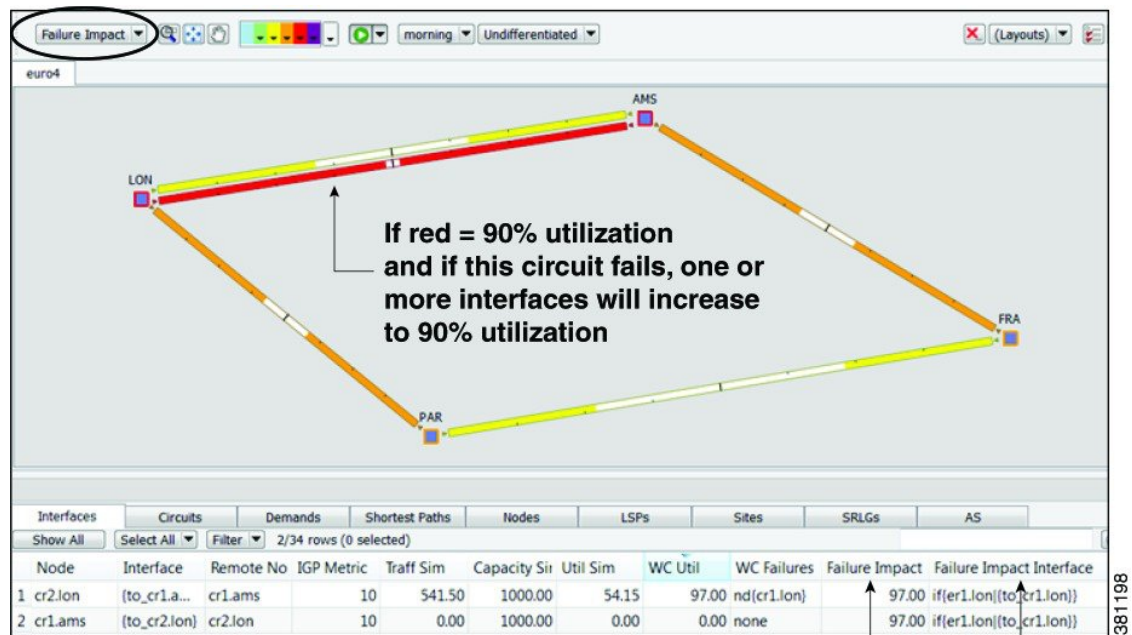 Failure Impact morning Undifferentiated (Layouts)
euro4
AMS
LON
If red = 90% utilization
and if this circuit fails, one or
more interfaces will increase
to 90% utilization
FRA
PAR
Interfaces Circuits Demands Shortest Paths Nodes LSPs Sites SRLGs AS
Show All Select All Filter 2/34 rows (0 selected)
Node Interface Remote No IGP Metric Traff Sim Capacity Sir Util Sim WC Util WC Failures Failure Impact Failure Impact Interface
1 cr2.lon {to_cr1.a... cr1.ams 10 541.50 1000.00 54.15 97.00 nd{cr1.lon} 97.00 if{er1.lon|{to_cr1.lon}}
2 cr1.ams {to_cr2.lon} cr2.lon 10 0.00 1000.00 0.00 0.00 none 97.00 if{er1.lon|{to_cr1.lon}}
381198